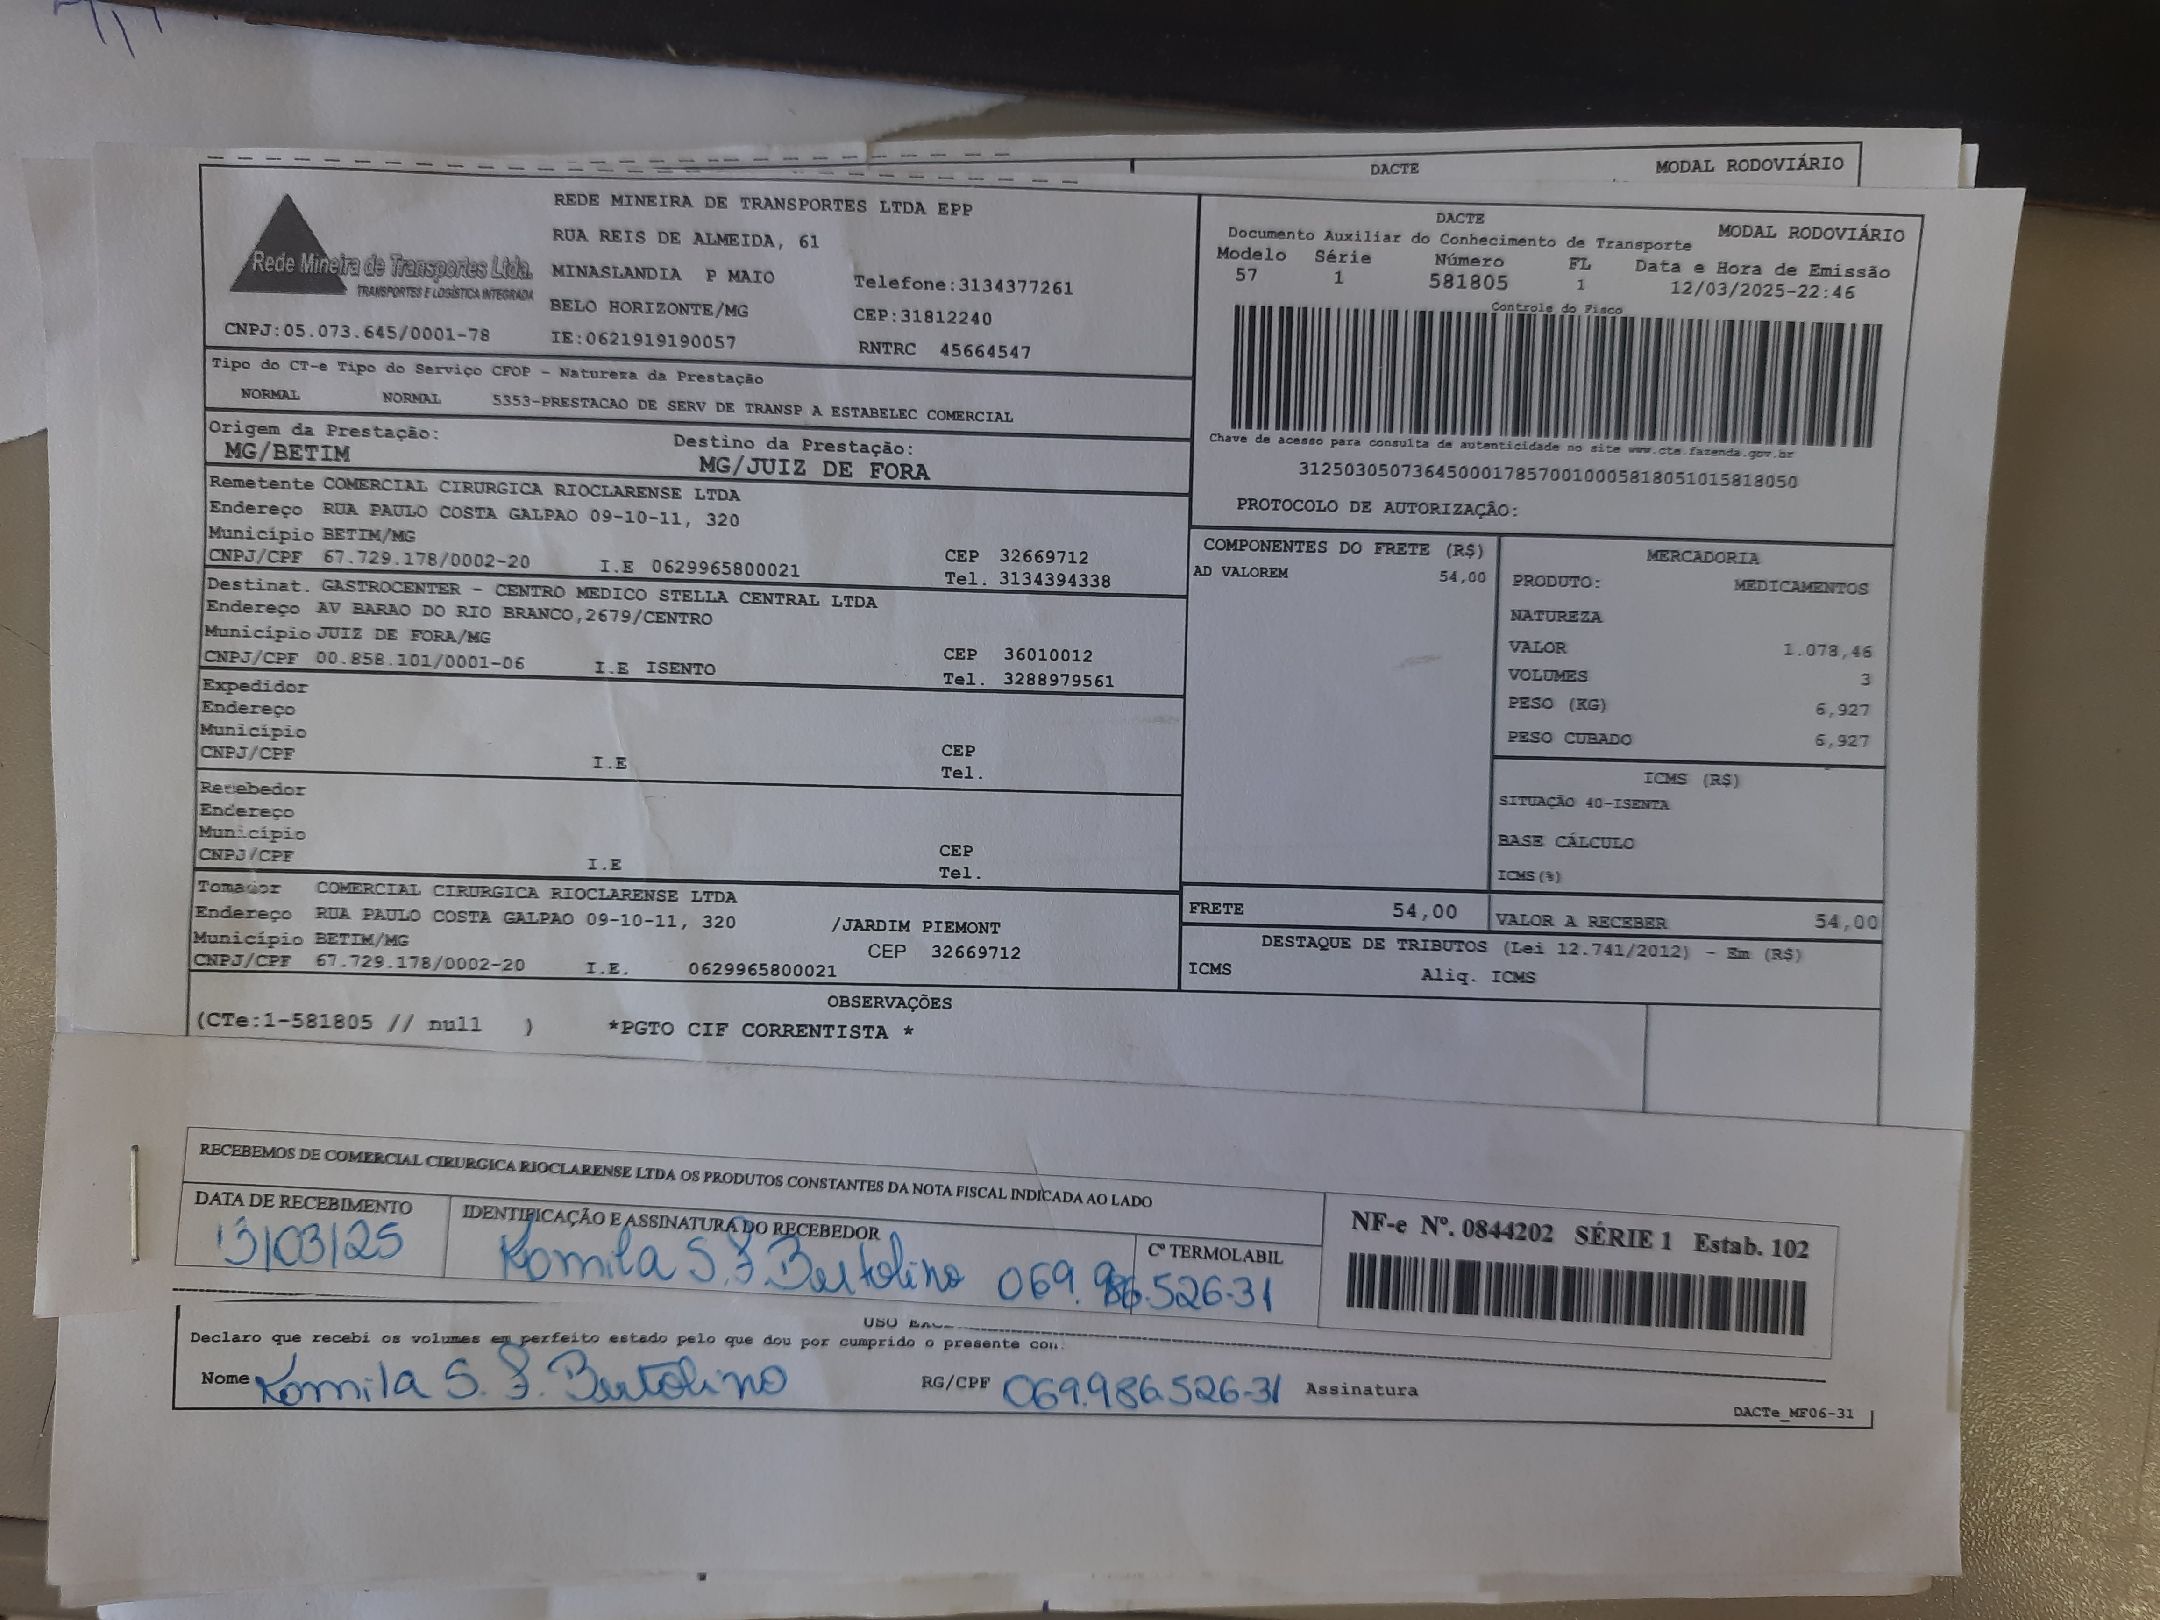 DACTE MODAL RODOVIÁRIO
Rede Mineira de Transportes Ltda.
TRANSPORTES E LOGÍSTICA INTEGRADA
CNPJ:05.073.645/0001-78
REDE MINEIRA DE TRANSPORTES LTDA EPP
RUA REIS DE ALMEIDA, 61
MINASLANDIA P MAIO Telefone:3134377261
BELO HORIZONTE/MG CEP:31812240
IE:0621919190057 RNTRC 45664547
DACTE MODAL RODOVIÁRIO
Documento Auxiliar do Conhecimento de Transporte
Modelo Série Número FL Data e Hora de Emissão
57 1 581805 1 12/03/2025-22:46
Controle do Fisco
Chave de acesso para consulta de autenticidade no site www.cte.fazenda.gov.br
31250305073645000178570010005818051015818050
PROTOCOLO DE AUTORIZAÇÃO:
Tipo do CT-e Tipo do Serviço CFOP - Natureza da Prestação
NORMAL NORMAL 5353-PRESTACAO DE SERV DE TRANSP A ESTABELEC COMERCIAL
Origem da Prestação: Destino da Prestação:
MG/BETIM MG/JUIZ DE FORA
Remetente COMERCIAL CIRURGICA RIOCLARENSE LTDA
Endereço RUA PAULO COSTA GALPAO 09-10-11, 320
Município BETIM/MG CEP 32669712
CNPJ/CPF 67.729.178/0002-20 I.E 0629965800021 Tel. 3134394338
Destinat. GASTROCENTER - CENTRO MEDICO STELLA CENTRAL LTDA
Endereço AV BARAO DO RIO BRANCO,2679/CENTRO
Município JUIZ DE FORA/MG CEP 36010012
CNPJ/CPF 00.858.101/0001-06 I.E ISENTO Tel. 3288979561
Expedidor
Endereço
Município CEP
CNPJ/CPF I.E Tel.
Recebedor
Endereço
Município CEP
CNPJ/CPF I.E Tel.
Tomador COMERCIAL CIRURGICA RIOCLARENSE LTDA
Endereço RUA PAULO COSTA GALPAO 09-10-11, 320 /JARDIM PIEMONT
Município BETIM/MG CEP 32669712
CNPJ/CPF 67.729.178/0002-20 I.E. 0629965800021
COMPONENTES DO FRETE (R$)
AD VALOREM 54,00
MERCADORIA
PRODUTO: MEDICAMENTOS
NATUREZA
VALOR 1.078,46
VOLUMES 3
PESO (KG) 6,927
PESO CUBADO 6,927
ICMS (R$)
SITUAÇÃO 40-ISENTA
BASE CÁLCULO
ICMS(%)
FRETE 54,00 VALOR A RECEBER 54,00
DESTAQUE DE TRIBUTOS (Lei 12.741/2012) - Em (R$)
ICMS Aliq. ICMS
OBSERVAÇÕES
(CTe:1-581805 // null ) *PGTO CIF CORRENTISTA *
RECEBEMOS DE COMERCIAL CIRURGICA RIOCLARENSE LTDA OS PRODUTOS CONSTANTES DA NOTA FISCAL INDICADA AO LADO
DATA DE RECEBIMENTO IDENTIFICAÇÃO E ASSINATURA DO RECEBEDOR Cº TERMOLABIL
13/03/25 Komila S. F. Bertolino 069.986.526-31
NF-e Nº. 0844202 SÉRIE 1 Estab. 102
USO
Declaro que recebi os volumes em perfeito estado pelo que dou por cumprido o presente con.
Nome Komila S. F. Bertolino RG/CPF 069.986.526-31 Assinatura
DACTe_MF06-31